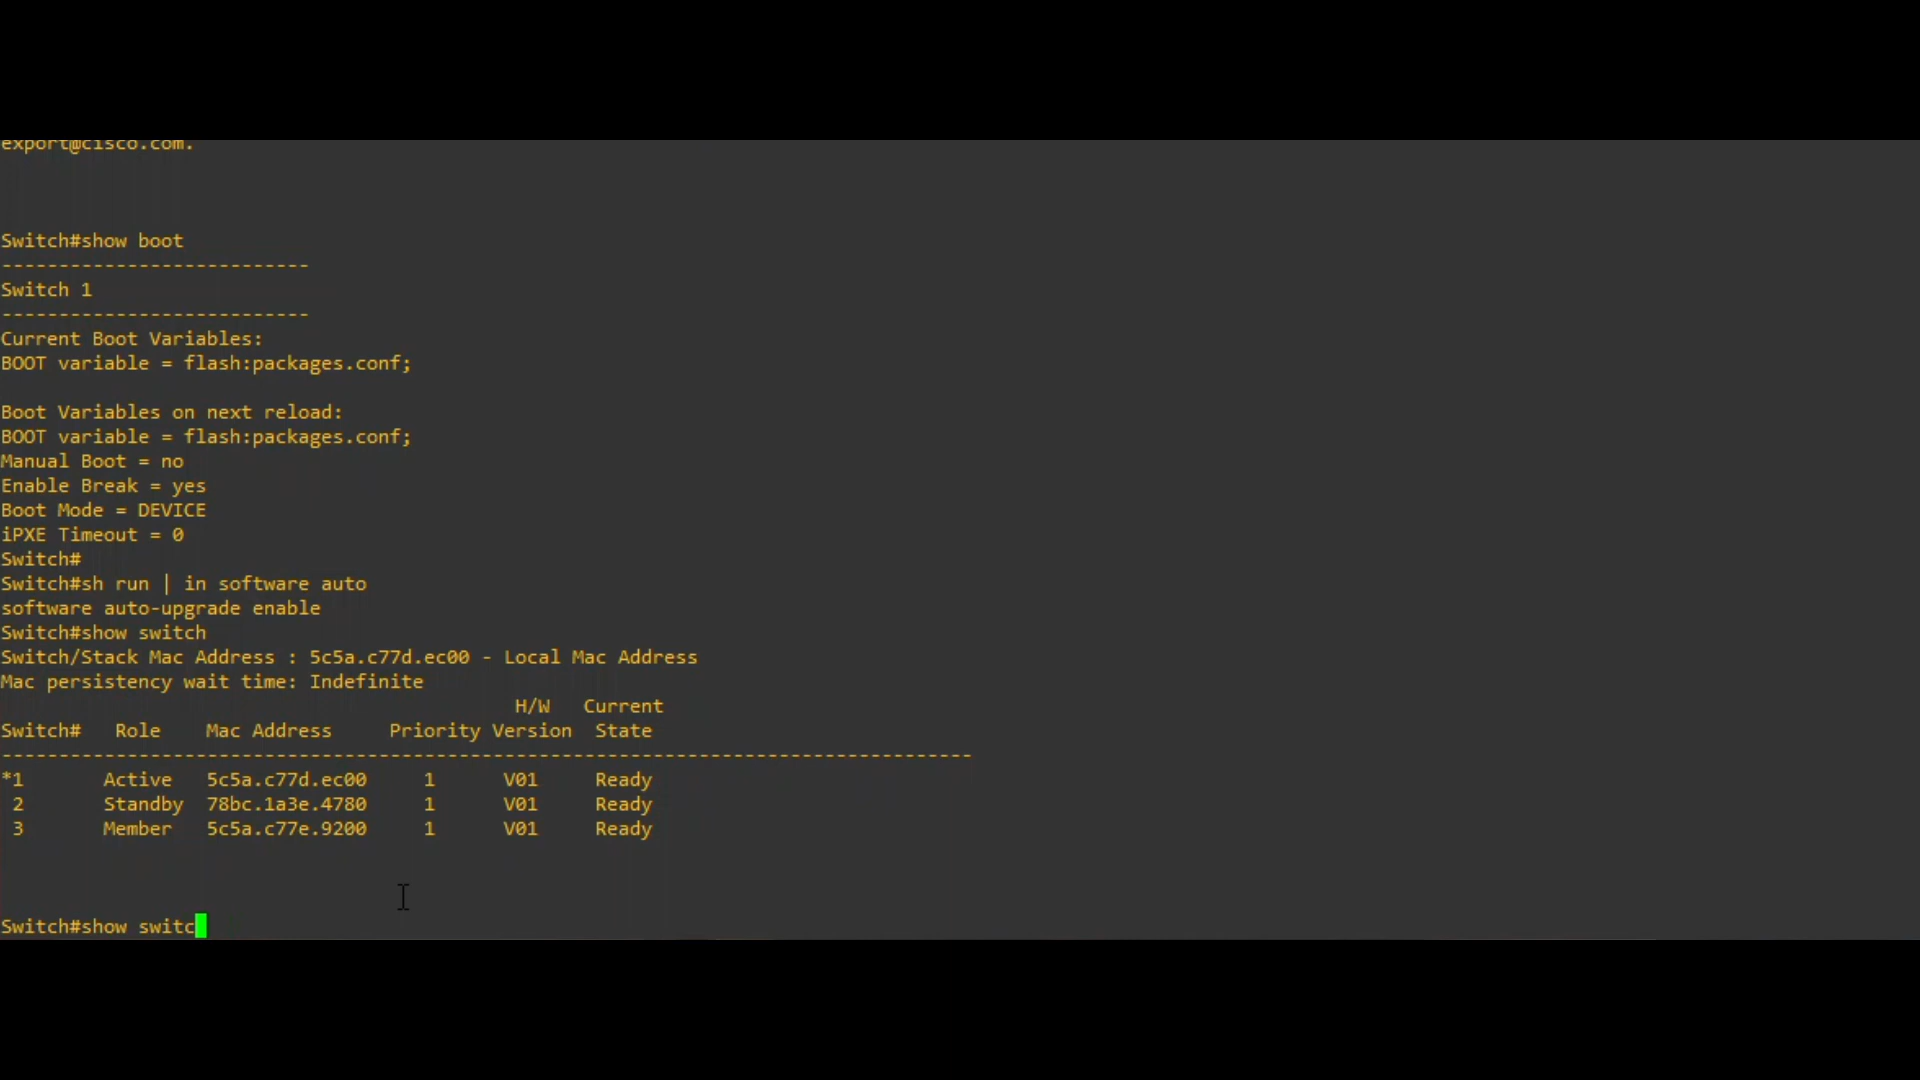 export@cisco.com.
Switch#show boot
---------------------------
Switch 1
---------------------------
Current Boot Variables:
BOOT variable = flash:packages.conf;
Boot Variables on next reload:
BOOT variable = flash:packages.conf;
Manual Boot = no
Enable Break = yes
Boot Mode = DEVICE
iPXE Timeout = 0
Switch#
Switch#sh run | in software auto
software auto-upgrade enable
Switch#show switch
Switch/Stack Mac Address : 5c5a.c77d.ec00 - Local Mac Address
Mac persistency wait time: Indefinite
                                             H/W   Current
Switch#   Role    Mac Address     Priority Version  State
-------------------------------------------------------------------------------------
*1       Active   5c5a.c77d.ec00     1      V01     Ready
 2       Standby  78bc.1a3e.4780     1      V01     Ready
 3       Member   5c5a.c77e.9200     1      V01     Ready
Switch#show switc